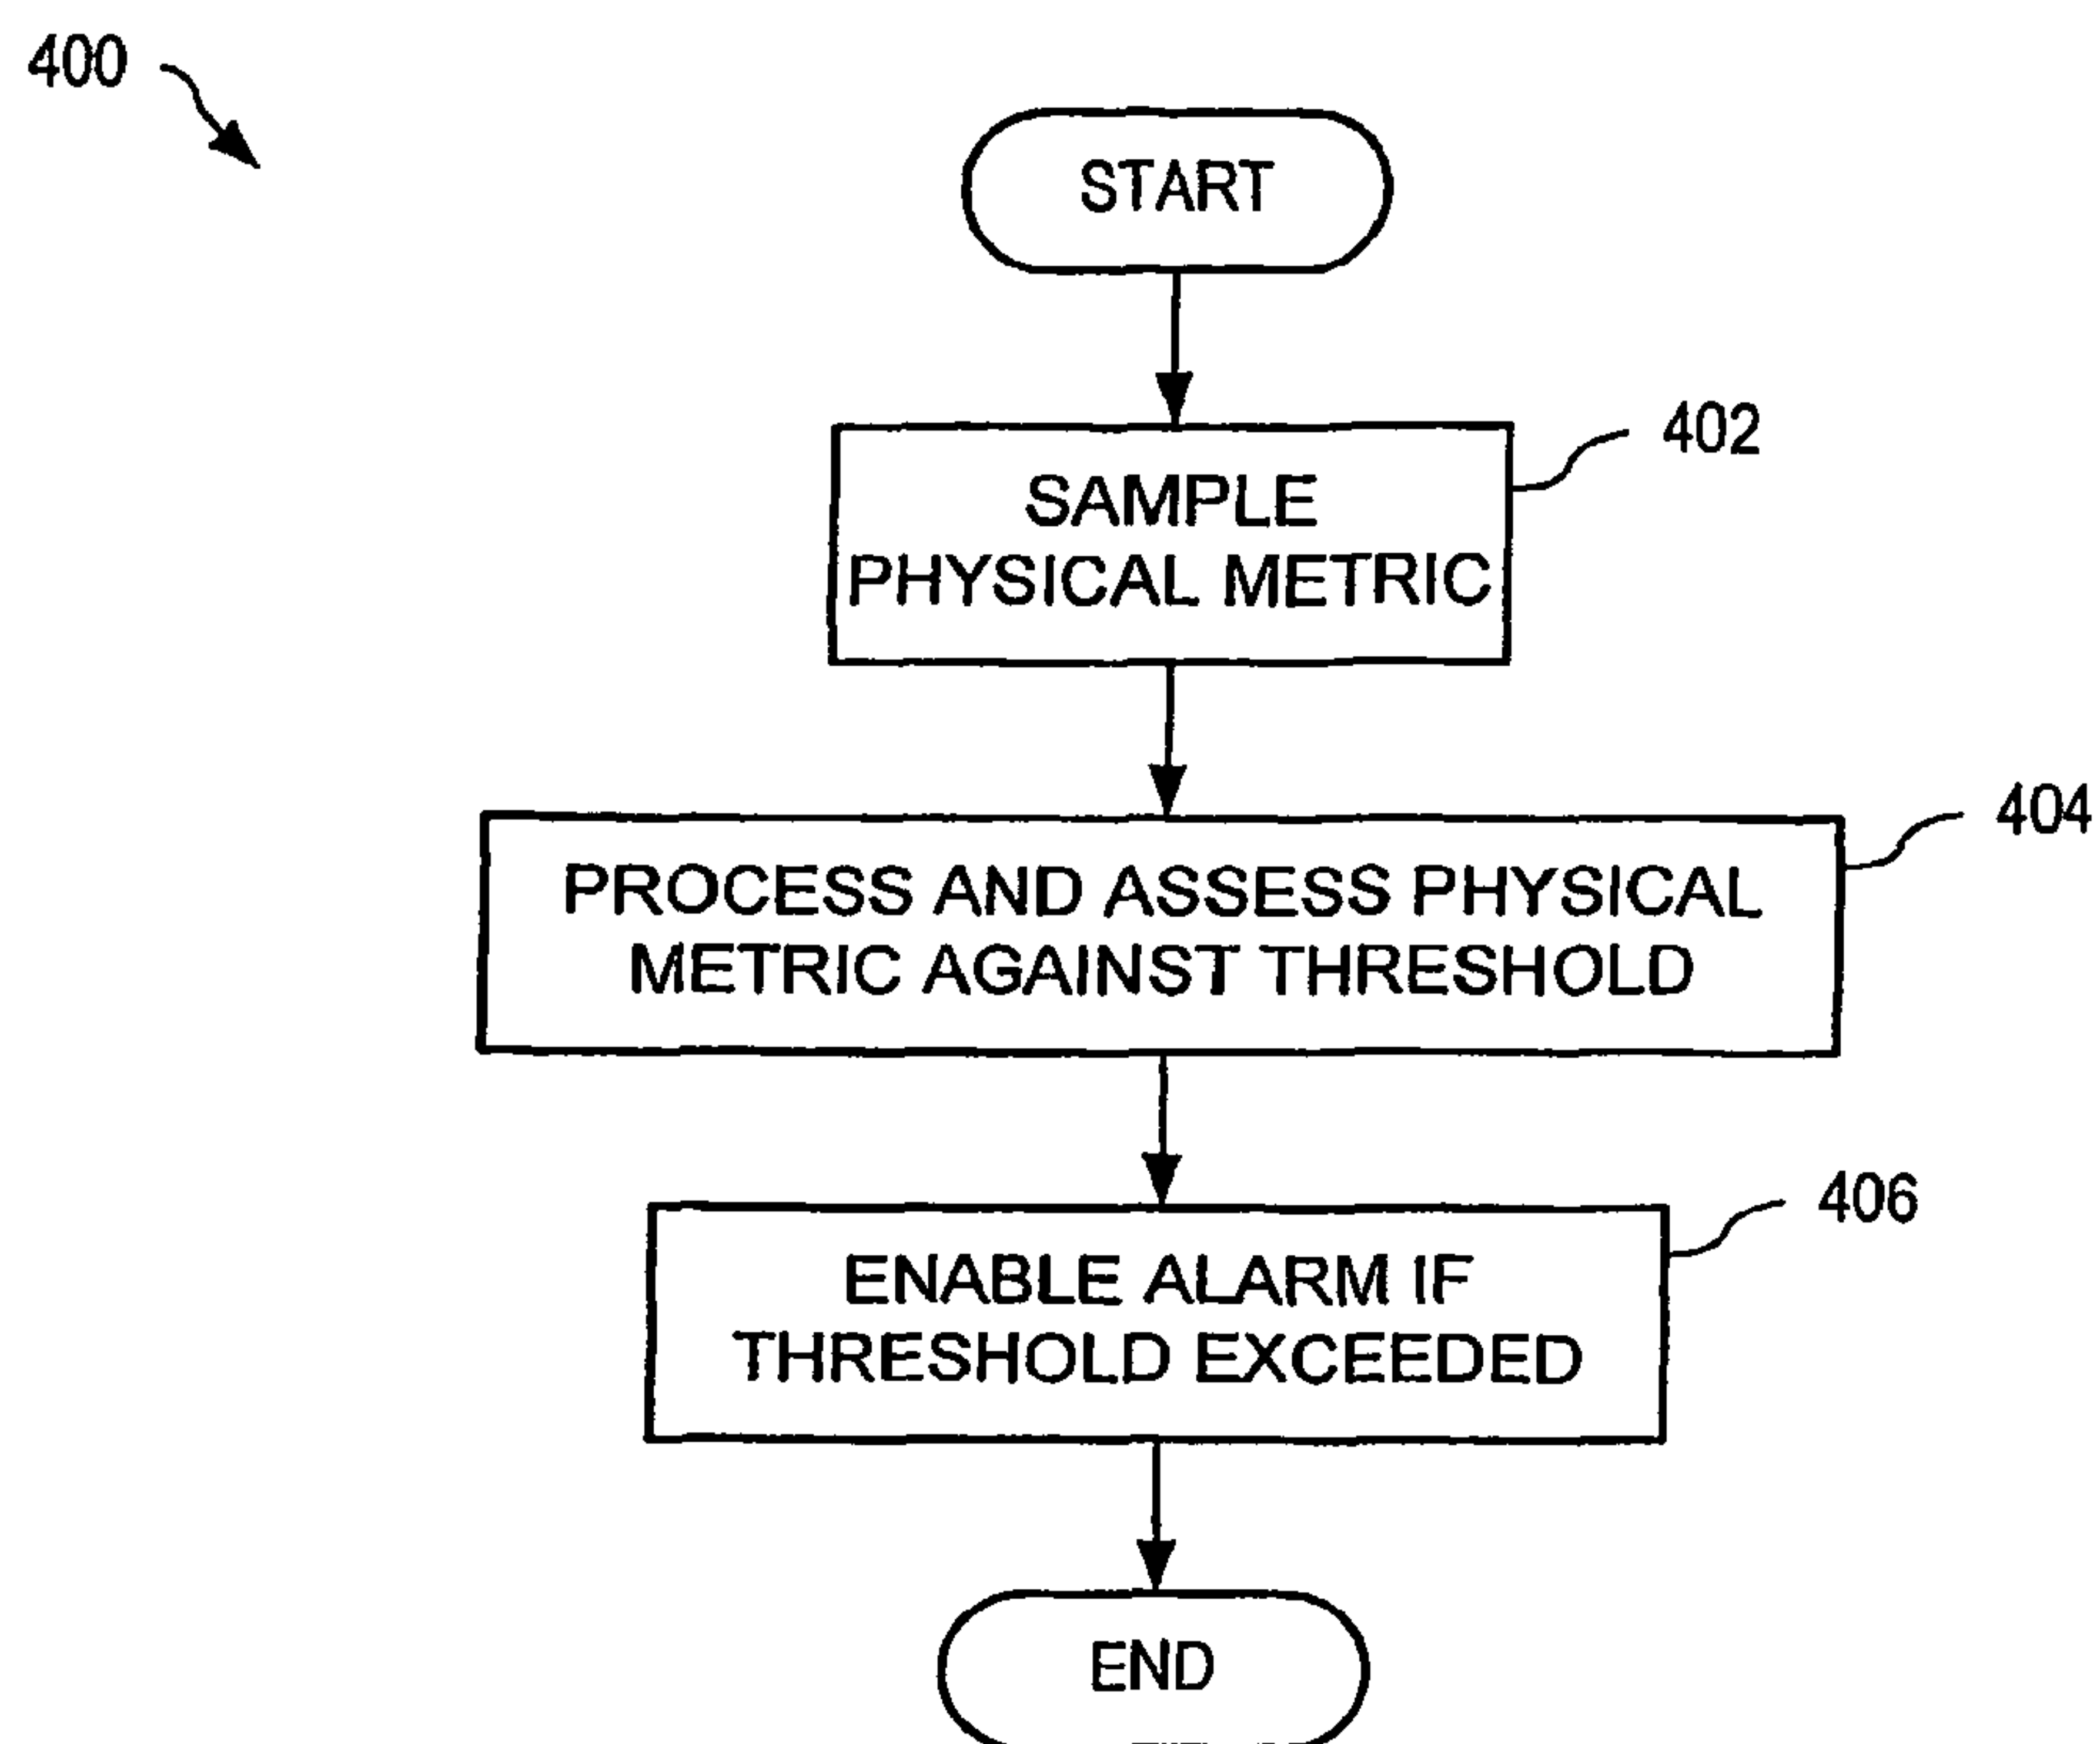 400
START
402
SAMPLE
PHYSICAL METRIC
404
PROCESS AND ASSESS PHYSICAL
METRIC AGAINST THRESHOLD
406
ENABLE ALARM IF
THRESHOLD EXCEEDED
END